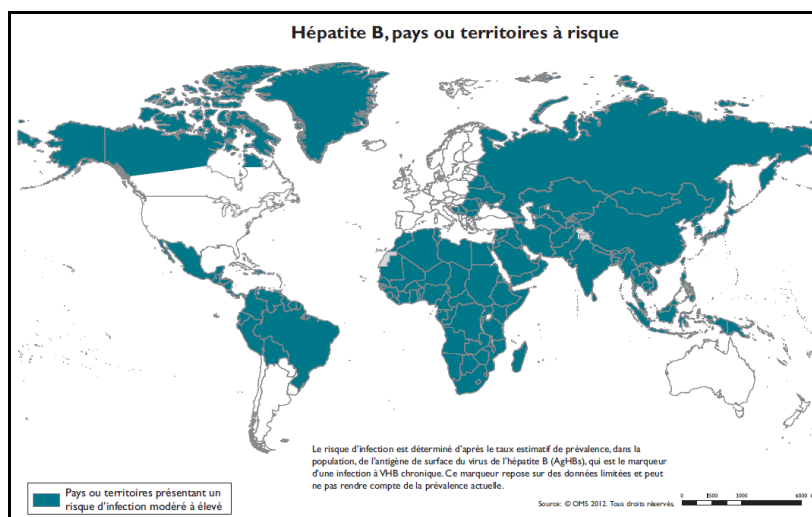 Hépatite B, pays ou territoires à risque
Le risque d'infection est déterminé d'après le taux estimatif de prévalence, dans la
population, de l'antigène de surface du virus de l'hépatite B (AgHBs), qui est le marqueur
d'une infection à VHB chronique. Ce marqueur repose sur des données limitées et peut
ne pas rendre compte de la prévalence actuelle.
Pays ou territoires présentant un
risque d'infection modéré à élevé
Source: © OMS 2012. Tous droits réservés.
0 1500 3000 6000